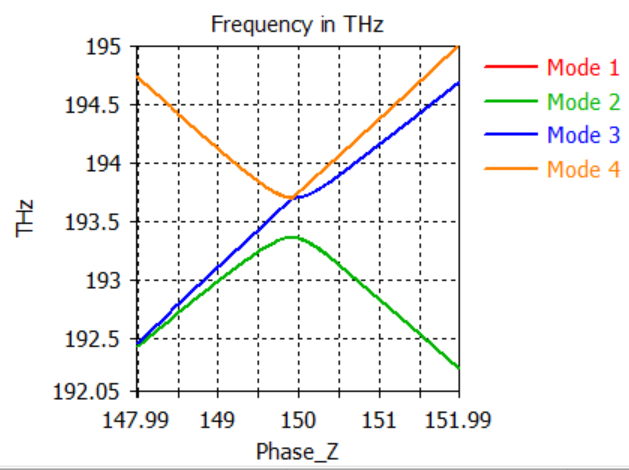 Frequency in THz
195
194.5
194
193.5
193
192.5
192.05
THz
147.99 149 150 151 151.99
Phase_Z
Mode 1
Mode 2
Mode 3
Mode 4